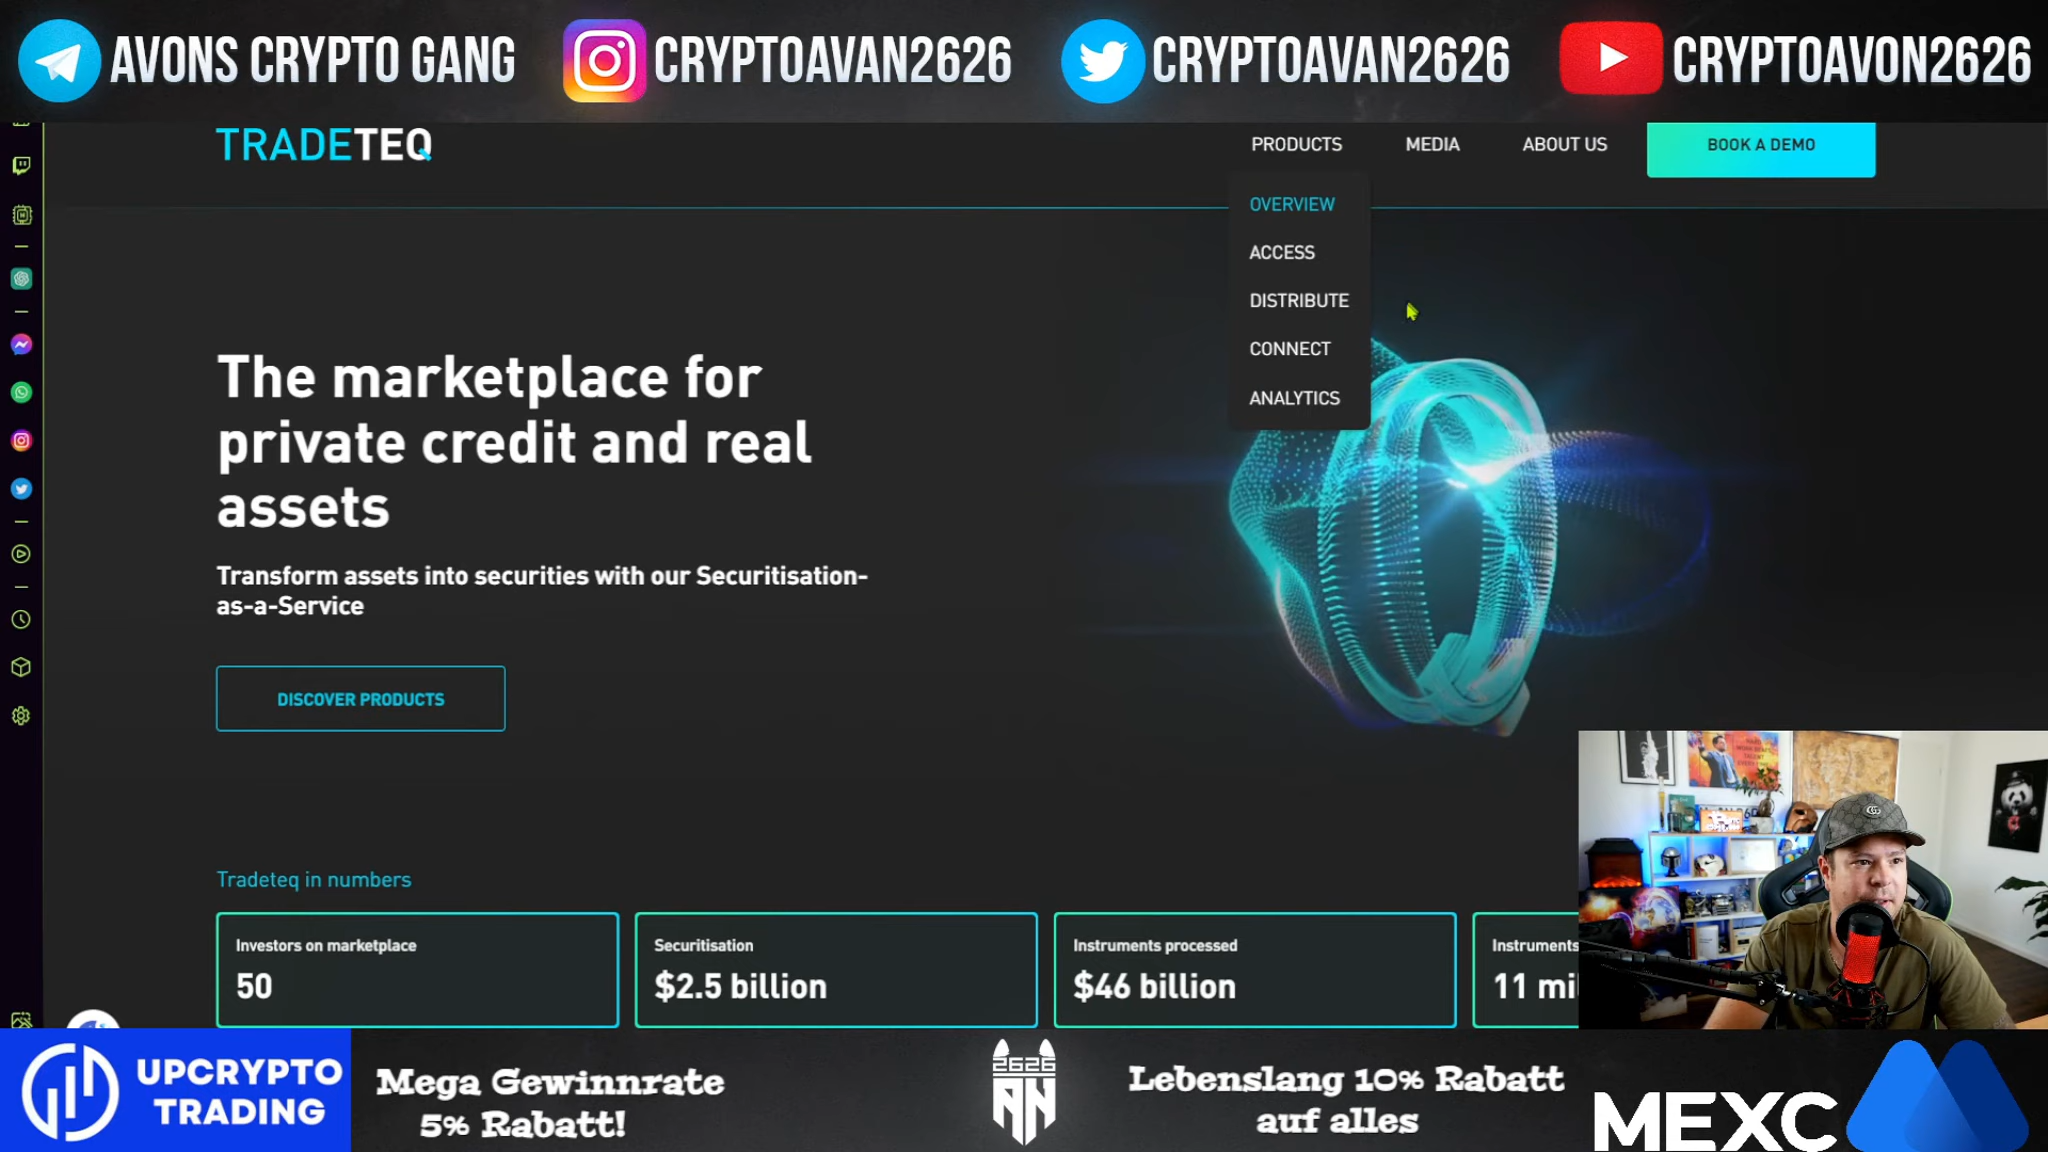 AVONS CRYPTO GANG
CRYPTOAVAN2626
CRYPTOAVAN2626
CRYPTOAVON2626
TRADETEQ
PRODUCTS
MEDIA
ABOUT US
BOOK A DEMO
OVERVIEW
ACCESS
DISTRIBUTE
CONNECT
ANALYTICS
The marketplace for
private credit and real
assets
Transform assets into securities with our Securitisation-
as-a-Service
DISCOVER PRODUCTS
Tradeteq in numbers
Investors on marketplace
50
Securitisation
$2.5 billion
Instruments processed
$46 billion
Instruments
11 mi
UPCRYPTO
TRADING
Mega Gewinnrate
5% Rabatt!
2626
AN
Lebenslang 10% Rabatt
auf alles
MEXC